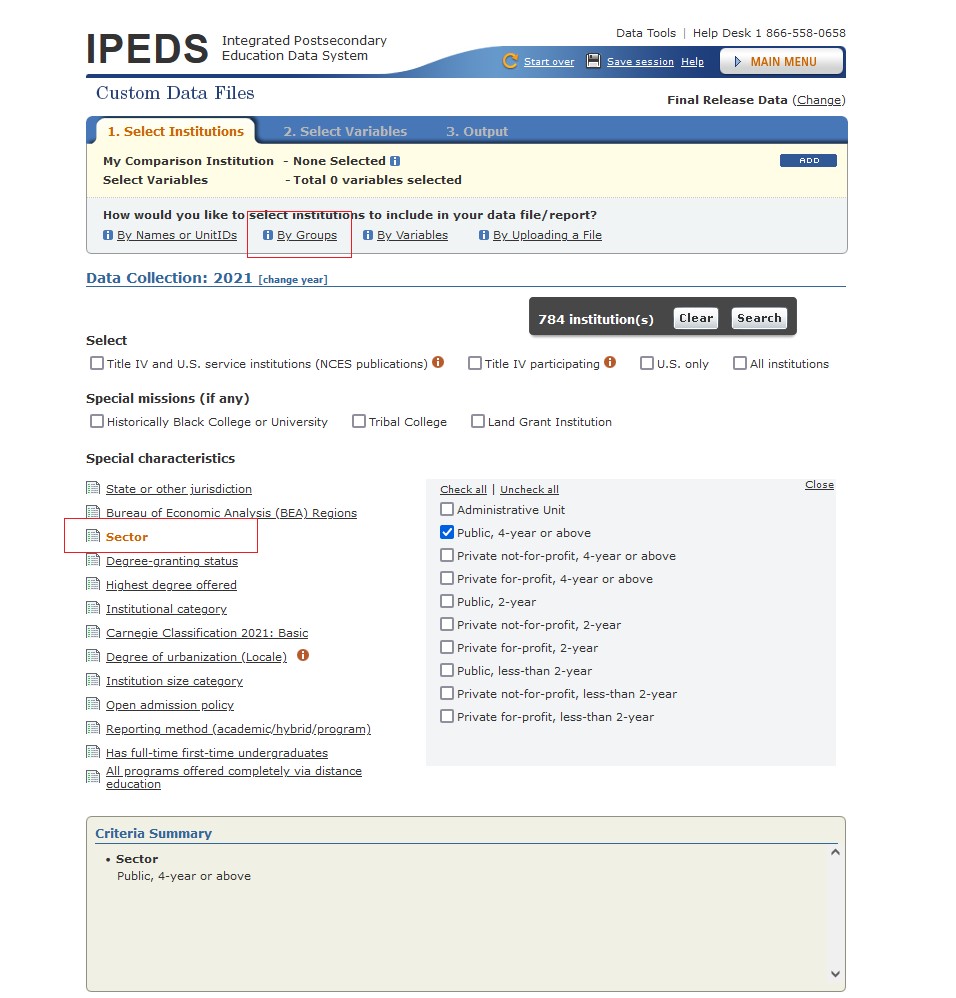 IPEDS Integrated Postsecondary
Education Data System
Data Tools | Help Desk 1 866-558-0658
Start over Save session Help MAIN MENU
Custom Data Files
Final Release Data (Change)
1. Select Institutions 2. Select Variables 3. Output
My Comparison Institution - None Selected i
ADD
Select Variables - Total 0 variables selected
How would you like to select institutions to include in your data file/report?
i By Names or UnitIDs i By Groups i By Variables i By Uploading a File
Data Collection: 2021 [change year]
784 institution(s) Clear Search
Select
Title IV and U.S. service institutions (NCES publications) i Title IV participating i U.S. only All institutions
Special missions (if any)
Historically Black College or University Tribal College Land Grant Institution
Special characteristics
State or other jurisdiction
Bureau of Economic Analysis (BEA) Regions
Sector
Degree-granting status
Highest degree offered
Institutional category
Carnegie Classification 2021: Basic
Degree of urbanization (Locale) i
Institution size category
Open admission policy
Reporting method (academic/hybrid/program)
Has full-time first-time undergraduates
All programs offered completely via distance
education
Check all | Uncheck all
Close
Administrative Unit
Public, 4-year or above
Private not-for-profit, 4-year or above
Private for-profit, 4-year or above
Public, 2-year
Private not-for-profit, 2-year
Private for-profit, 2-year
Public, less-than 2-year
Private not-for-profit, less-than 2-year
Private for-profit, less-than 2-year
Criteria Summary
• Sector
Public, 4-year or above